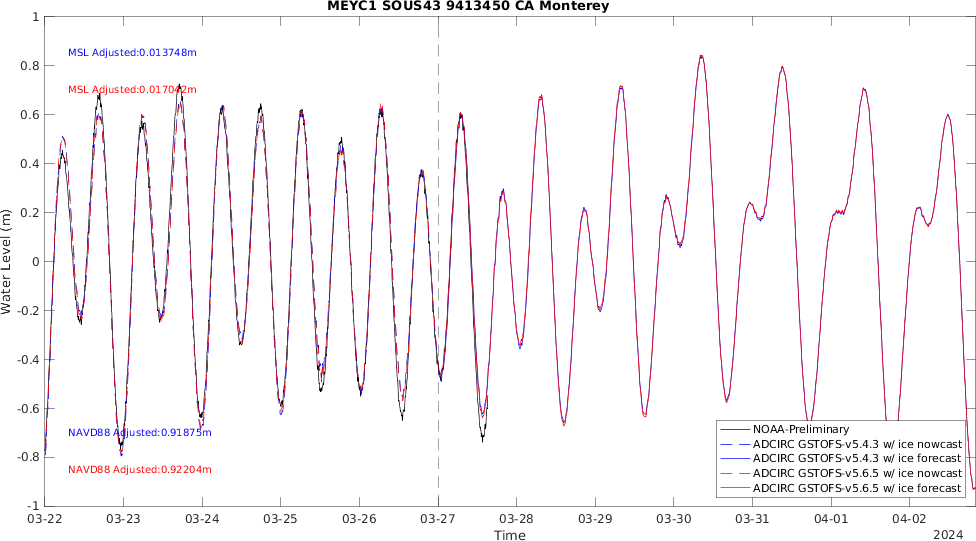 MEYC1 SOUS43 9413450 CA Monterey
1
0.8
0.6
0.4
0.2
0
-0.2
-0.4
-0.6
-0.8
-1
Water Level (m)
MSL Adjusted:0.013748m
MSL Adjusted:0.017042m
NAVD88 Adjusted:0.91875m
NAVD88 Adjusted:0.92204m
NOAA-Preliminary
ADCIRC GSTOFS-v5.4.3 w/ ice nowcast
ADCIRC GSTOFS-v5.4.3 w/ ice forecast
ADCIRC GSTOFS-v5.6.5 w/ ice nowcast
ADCIRC GSTOFS-v5.6.5 w/ ice forecast
03-22 03-23 03-24 03-25 03-26 03-27 03-28 03-29 03-30 03-31 04-01 04-02
Time
2024